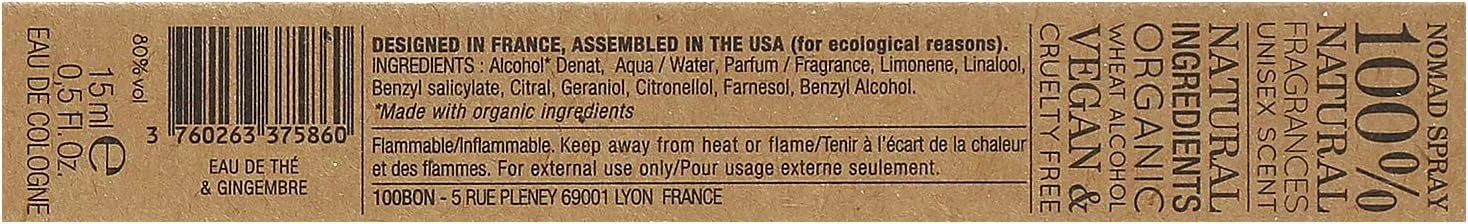 EAU DE COLOGNE
0,5 Fl. Oz.
15 ml e
80% vol
3 760263 375860
EAU DE THÉ
& GINGEMBRE
DESIGNED IN FRANCE, ASSEMBLED IN THE USA (for ecological reasons).
INGREDIENTS : Alcohol* Denat, Aqua / Water, Parfum / Fragrance, Limonene, Linalool,
Benzyl salicylate, Citral, Geraniol, Citronellol, Farnesol, Benzyl Alcohol.
*Made with organic ingredients
Flammable/Inflammable. Keep away from heat or flame/Tenir à l'écart de la chaleur
et des flammes. For external use only/Pour usage externe seulement.
100BON - 5 RUE PLENEY 69001 LYON FRANCE
NOMAD SPRAY
100%
NATURAL
FRAGRANCES
UNISEX SCENT
NATURAL
INGREDIENTS
ORGANIC
WHEAT ALCOHOL
VEGAN &
CRUELTY FREE